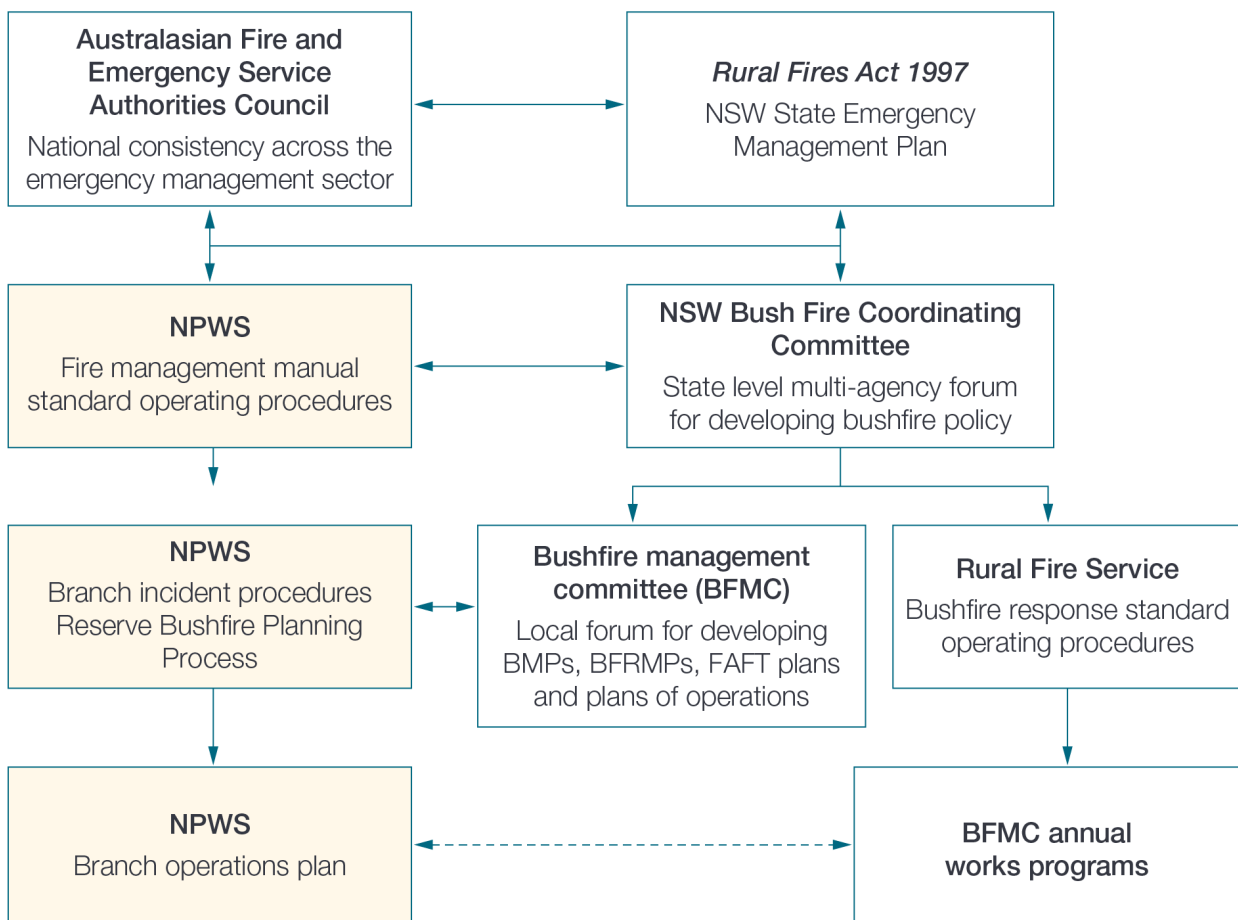 Australasian Fire and
Emergency Service
Authorities Council
National consistency across the
emergency management sector
Rural Fires Act 1997
NSW State Emergency
Management Plan
NPWS
Fire management manual
standard operating procedures
NSW Bush Fire Coordinating
Committee
State level multi-agency forum
for developing bushfire policy
NPWS
Branch incident procedures
Reserve Bushfire Planning
Process
Bushfire management
committee (BFMC)
Local forum for developing
BMPs, BFRMPs, FAFT plans
and plans of operations
Rural Fire Service
Bushfire response standard
operating procedures
NPWS
Branch operations plan
BFMC annual
works programs